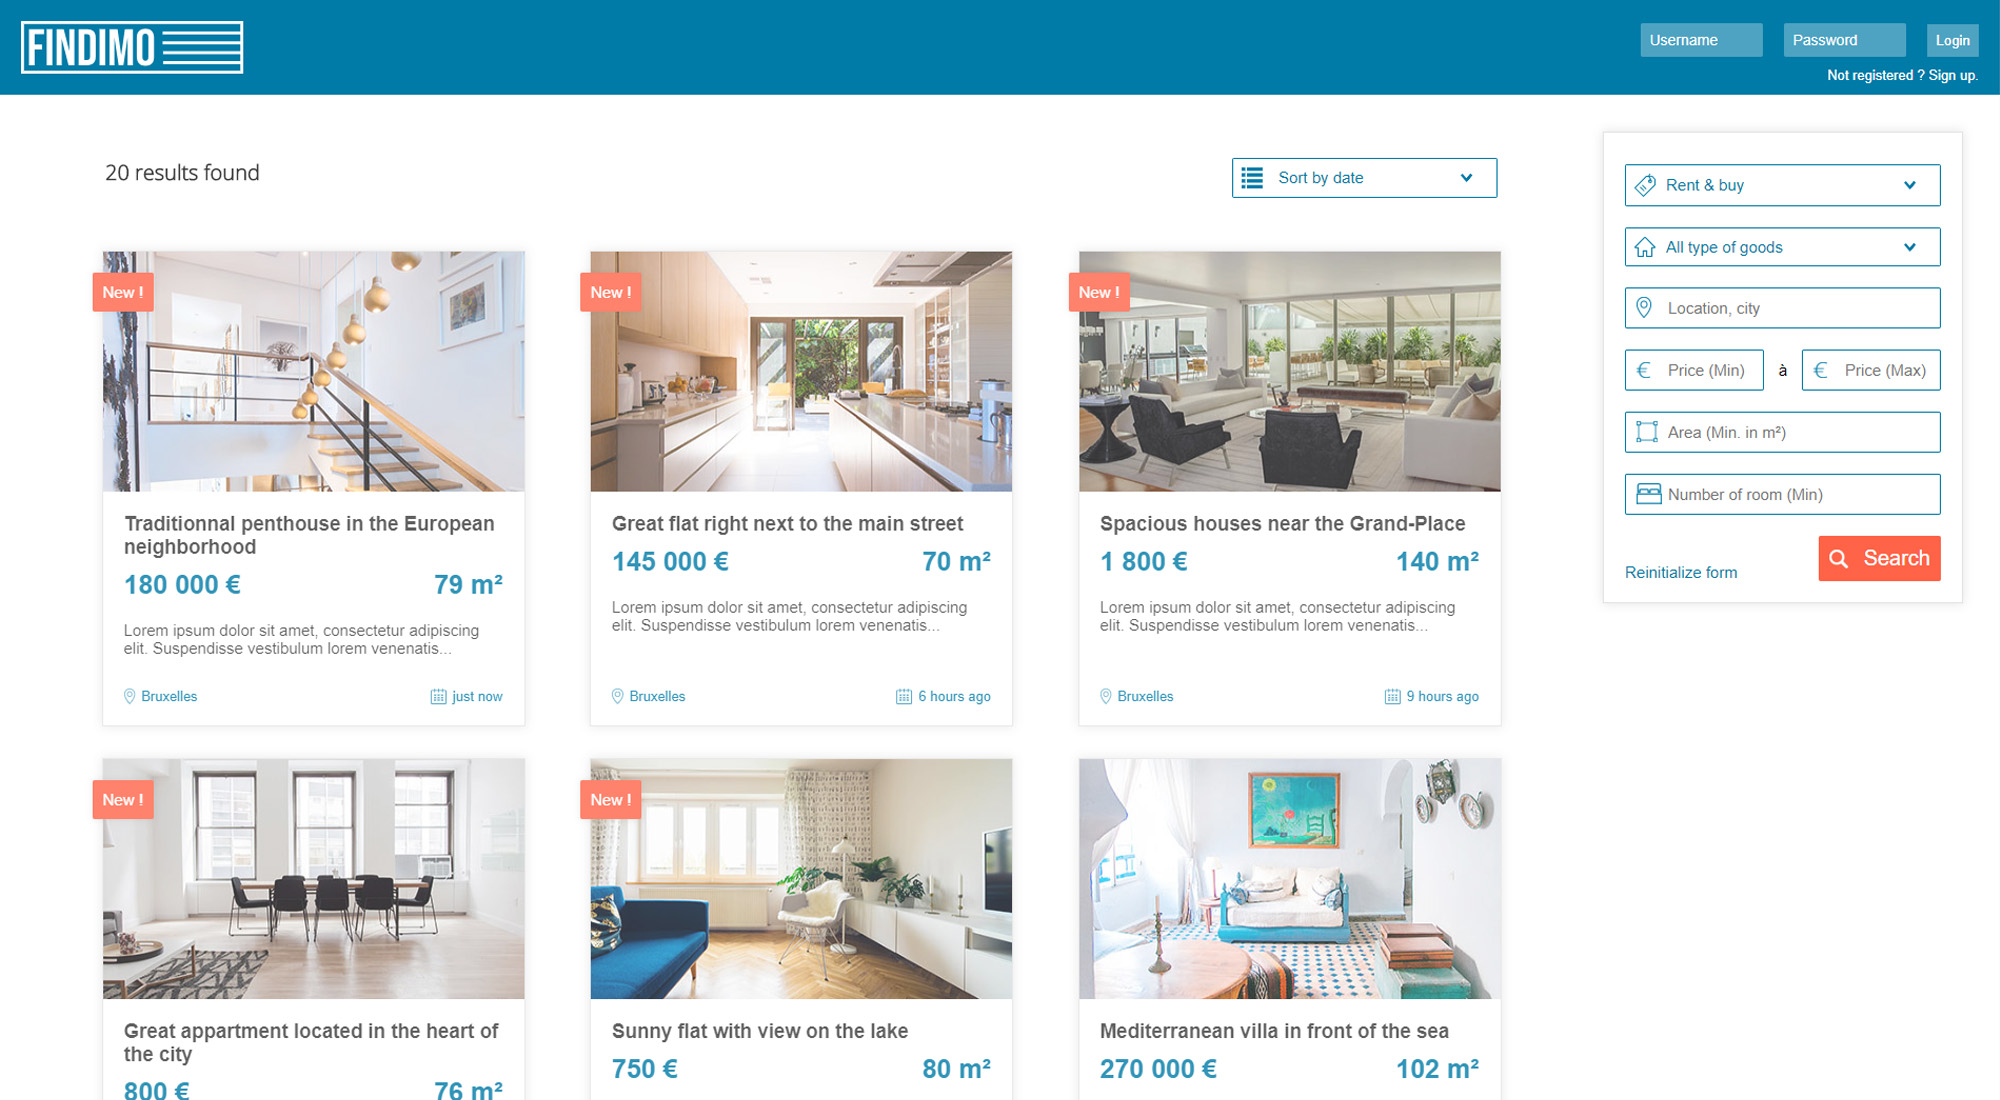 FINDIMO
Username
Password
Login
Not registered ? Sign up.
20 results found
Sort by date
Rent & buy
All type of goods
Location, city
Price (Min)
à
Price (Max)
Area (Min. in m²)
Number of room (Min)
Reinitialize form
Search
New !
Traditionnal penthouse in the European
neighborhood
180 000 €
79 m²
Lorem ipsum dolor sit amet, consectetur adipiscing
elit. Suspendisse vestibulum lorem venenatis...
Bruxelles
just now
New !
Great flat right next to the main street
145 000 €
70 m²
Lorem ipsum dolor sit amet, consectetur adipiscing
elit. Suspendisse vestibulum lorem venenatis...
Bruxelles
6 hours ago
New !
Spacious houses near the Grand-Place
1 800 €
140 m²
Lorem ipsum dolor sit amet, consectetur adipiscing
elit. Suspendisse vestibulum lorem venenatis...
Bruxelles
9 hours ago
New !
Great appartment located in the heart of
the city
800 €
76 m²
New !
Sunny flat with view on the lake
750 €
80 m²
Mediterranean villa in front of the sea
270 000 €
102 m²